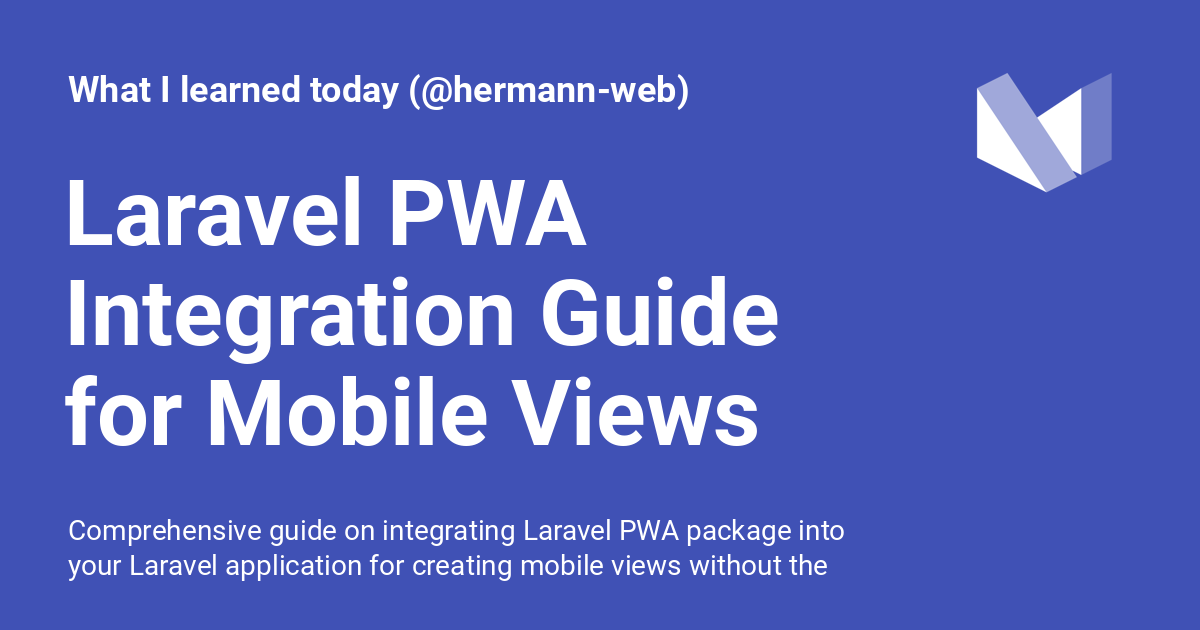 What I learned today (@hermann-web)
Laravel PWA
Integration Guide
for Mobile Views
Comprehensive guide on integrating Laravel PWA package into
your Laravel application for creating mobile views without the